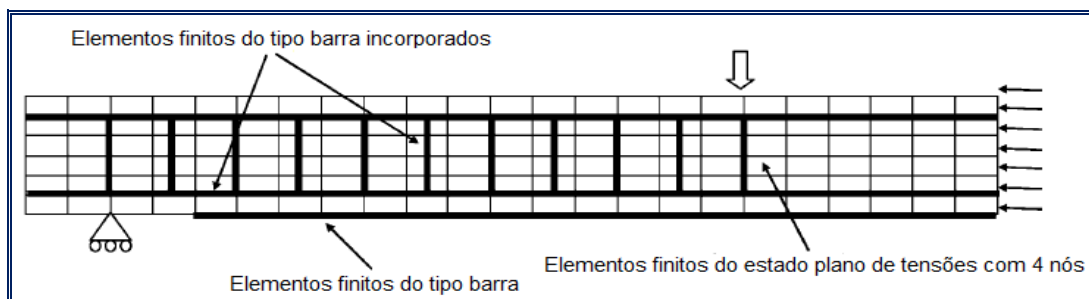 Elementos finitos do tipo barra incorporados
Elementos finitos do estado plano de tensões com 4 nós
Elementos finitos do tipo barra